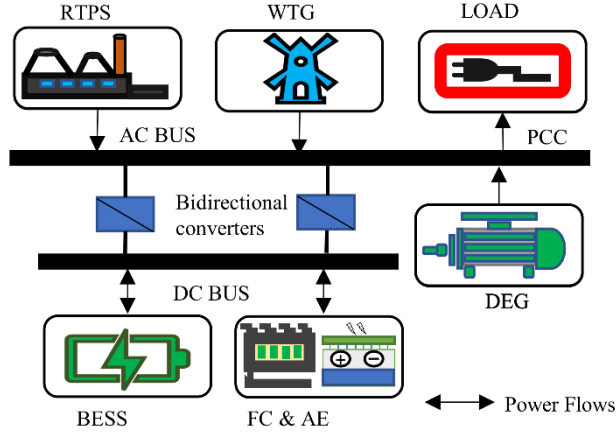 RTPS
WTG
LOAD
AC BUS
PCC
Bidirectional
converters
DC BUS
DEG
BESS
FC & AE
Power Flows